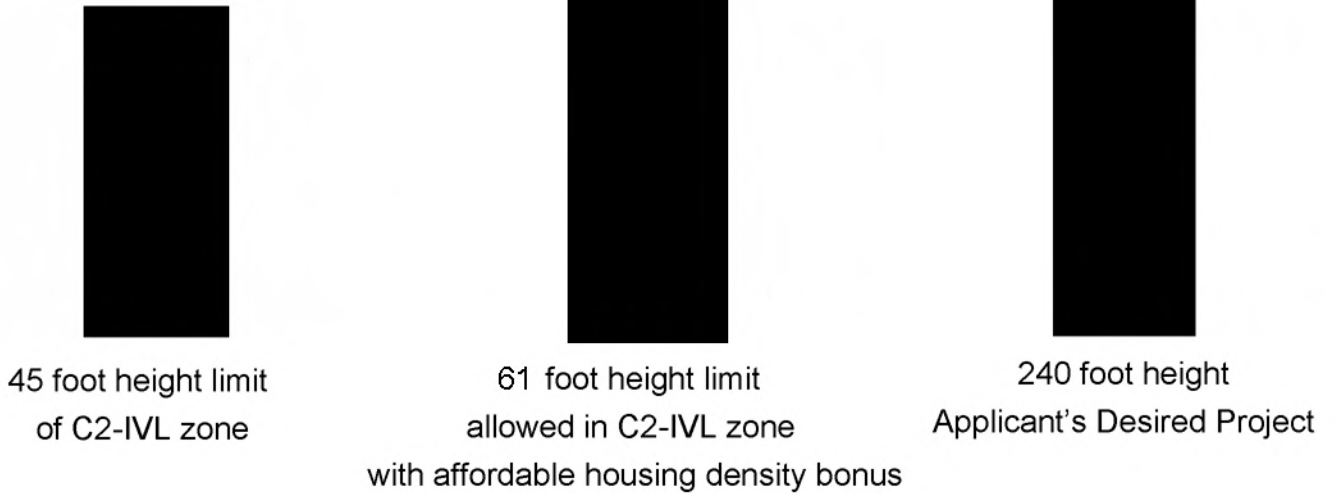 45 foot height limit
of C2-IVL zone
61 foot height limit
allowed in C2-IVL zone
with affordable housing density bonus
240 foot height
Applicant's Desired Project